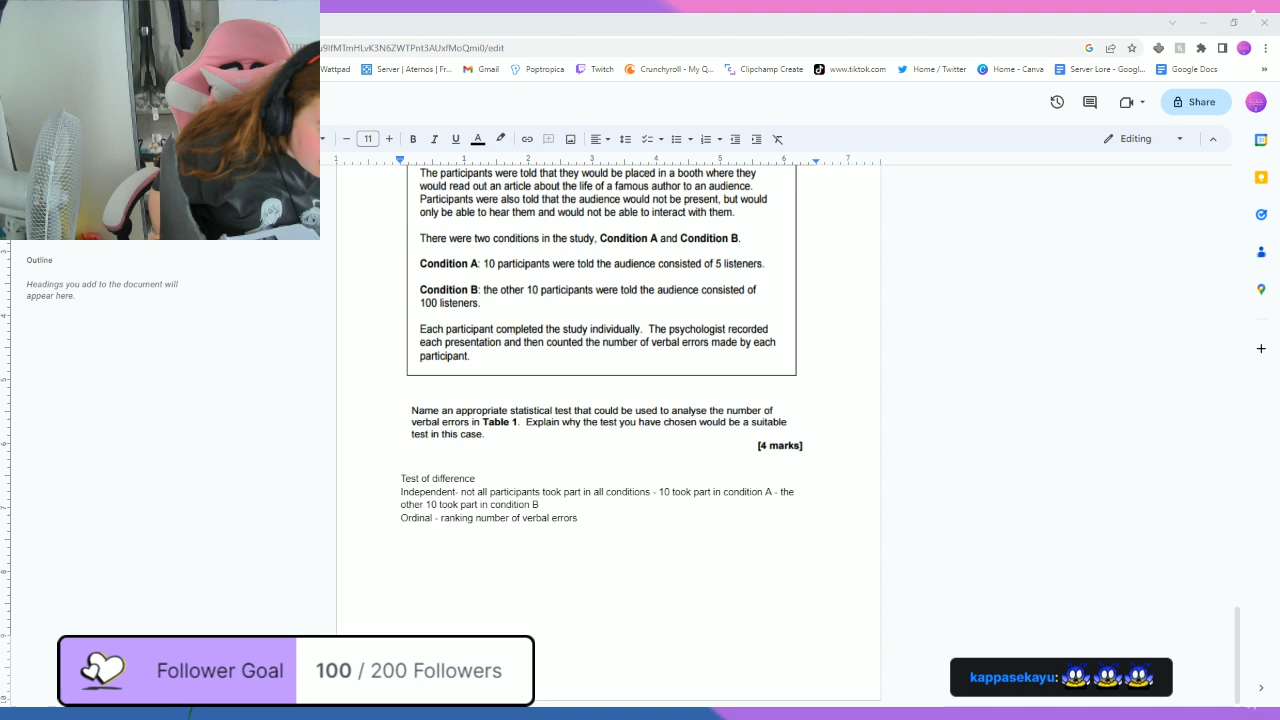 u9IfMTmHLvK3N6ZWTPnt3AUxfMoQmi0/edit
Wattpad
Server | Aternos | Fr...
Gmail
Poptropica
Twitch
Crunchyroll - My Q...
Clipchamp Create
www.tiktok.com
Home / Twitter
Home - Canva
Server Lore - Googl...
Google Docs
»
Share
11
Editing
1 1 2 3 4 5 6 7
The participants were told that they would be placed in a booth where they
would read out an article about the life of a famous author to an audience.
Participants were also told that the audience would not be present, but would
only be able to hear them and would not be able to interact with them.
There were two conditions in the study, Condition A and Condition B.
Condition A: 10 participants were told the audience consisted of 5 listeners.
Condition B: the other 10 participants were told the audience consisted of
100 listeners.
Each participant completed the study individually. The psychologist recorded
each presentation and then counted the number of verbal errors made by each
participant.
Outline
Headings you add to the document will
appear here.
Name an appropriate statistical test that could be used to analyse the number of
verbal errors in Table 1. Explain why the test you have chosen would be a suitable
test in this case.
[4 marks]
Test of difference
Independent- not all participants took part in all conditions - 10 took part in condition A - the
other 10 took part in condition B
Ordinal - ranking number of verbal errors
Follower Goal
100 / 200 Followers
kappasekayu: